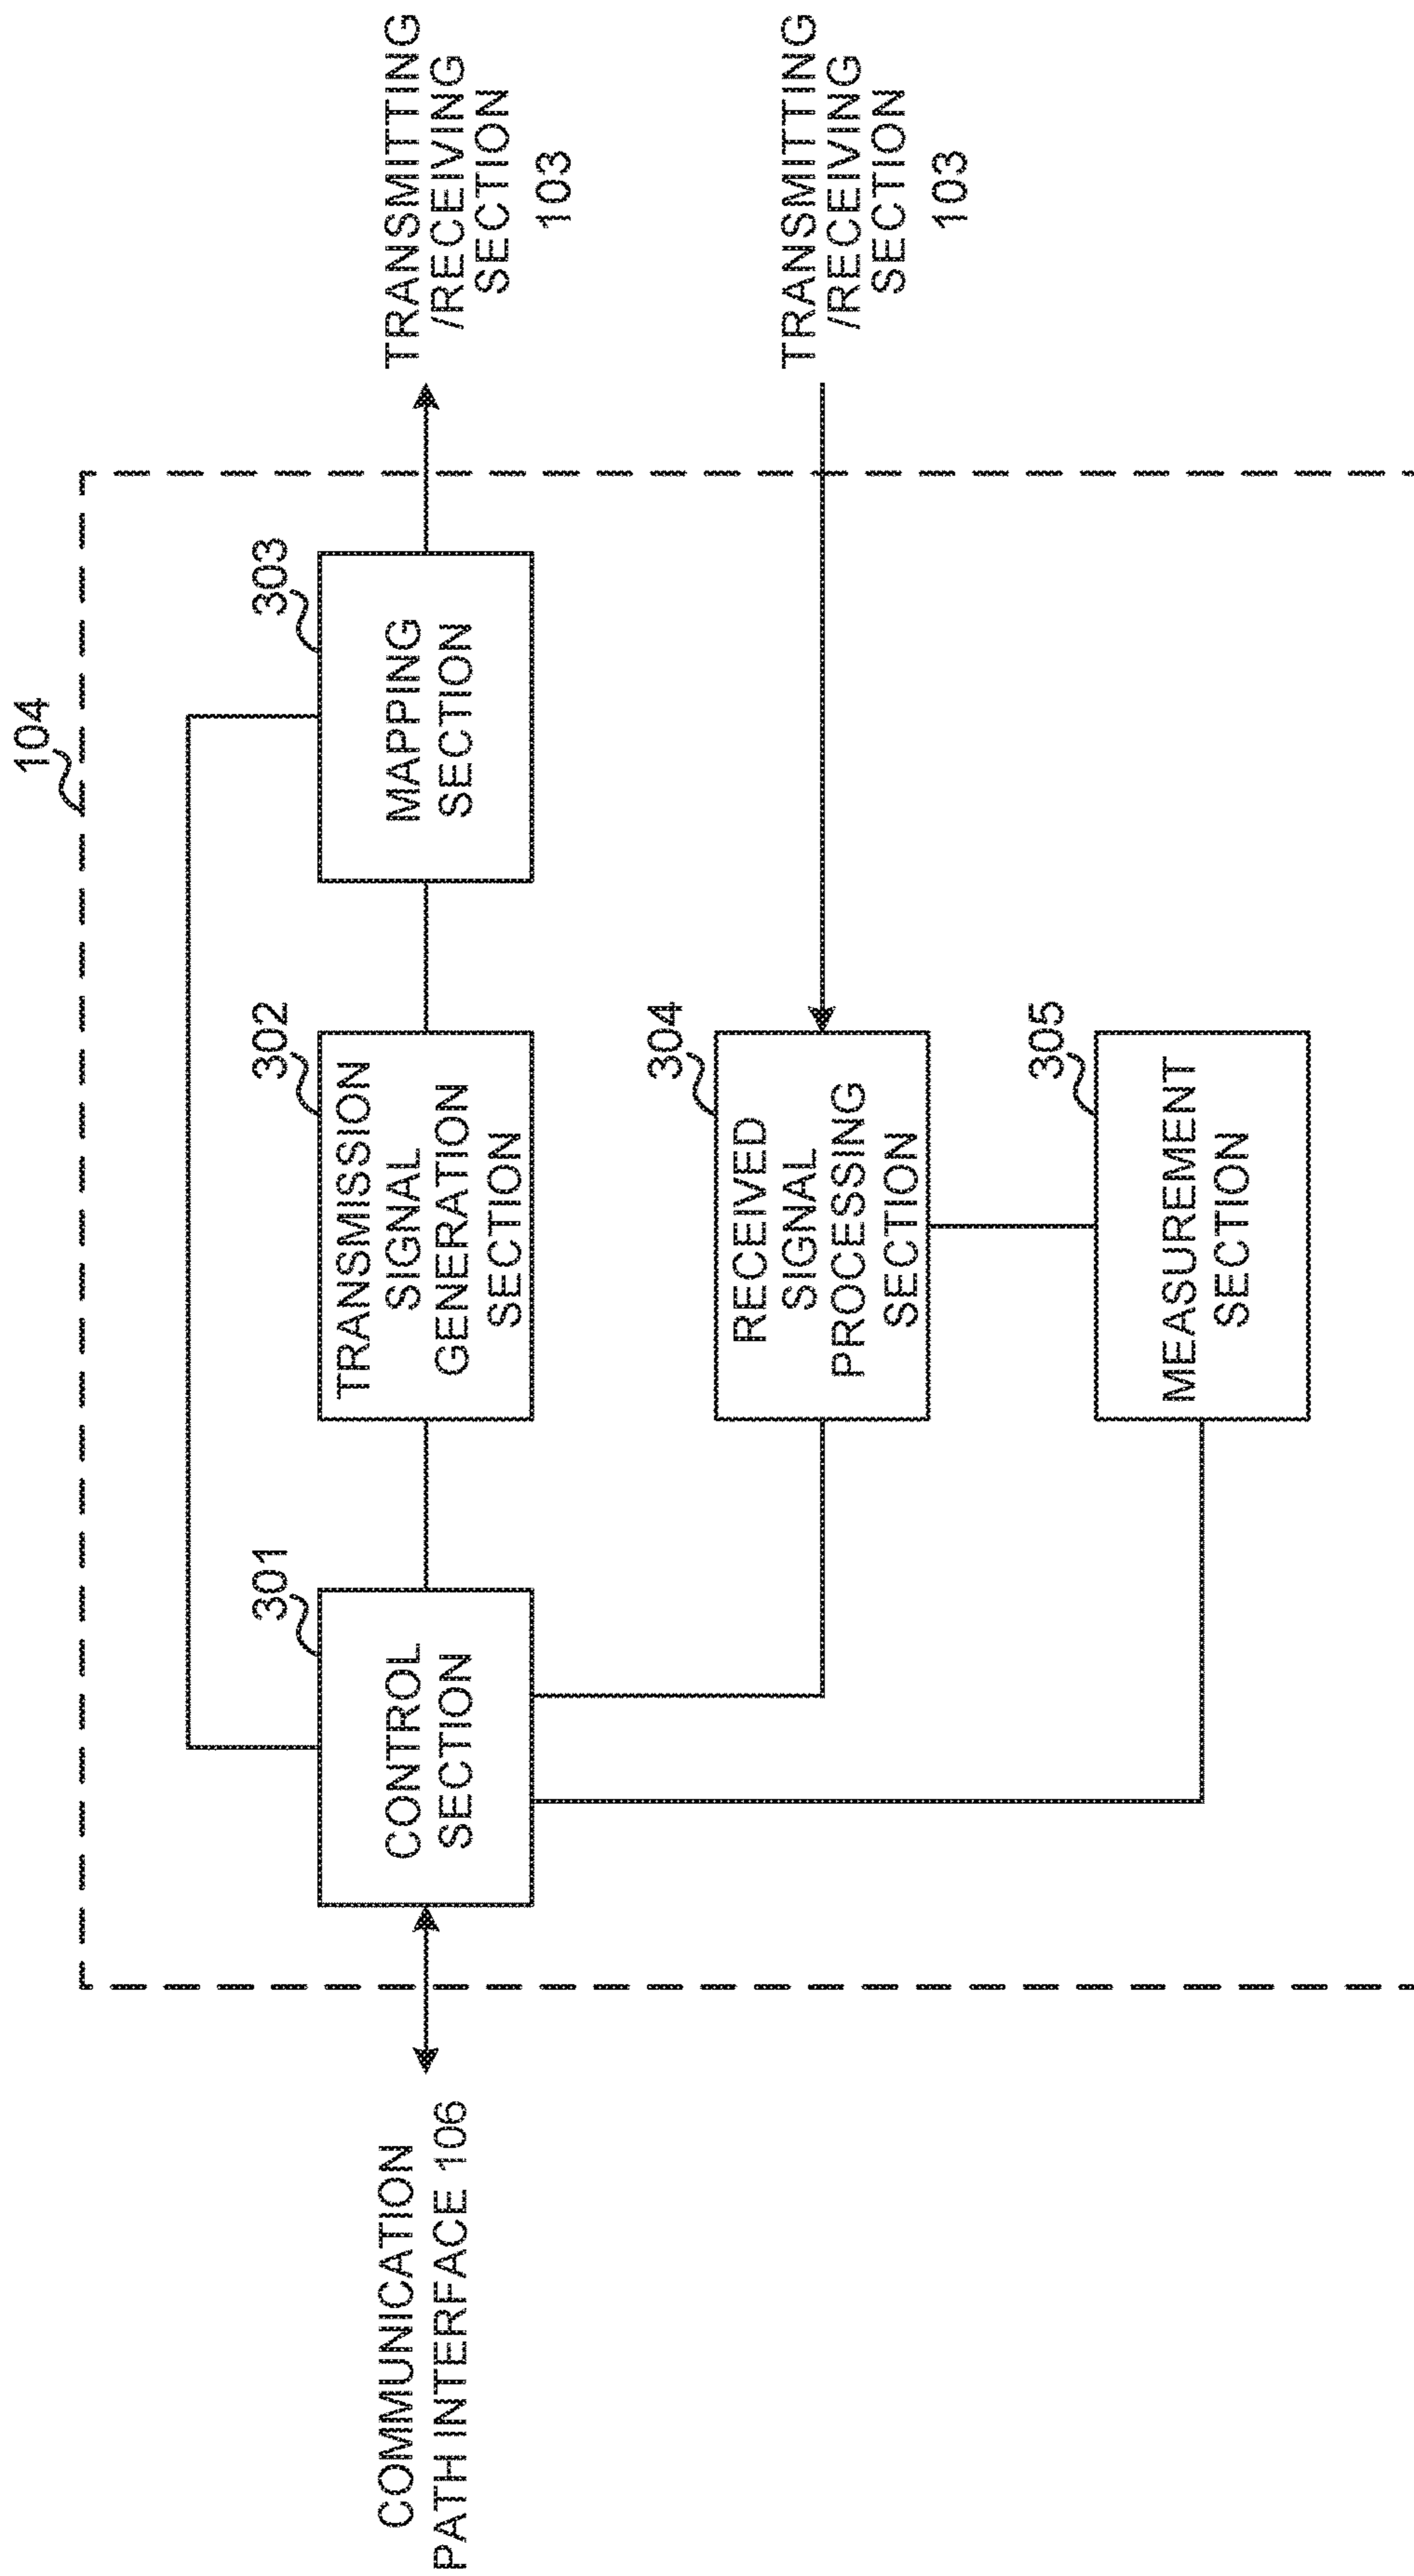 104
301
302
303
COMMUNICATION
PATH INTERFACE 106
CONTROL
SECTION
TRANSMISSION
SIGNAL
GENERATION
SECTION
MAPPING
SECTION
TRANSMITTING
/RECEIVING
SECTION
103
304
RECEIVED
SIGNAL
PROCESSING
SECTION
TRANSMITTING
/RECEIVING
SECTION
103
305
MEASUREMENT
SECTION